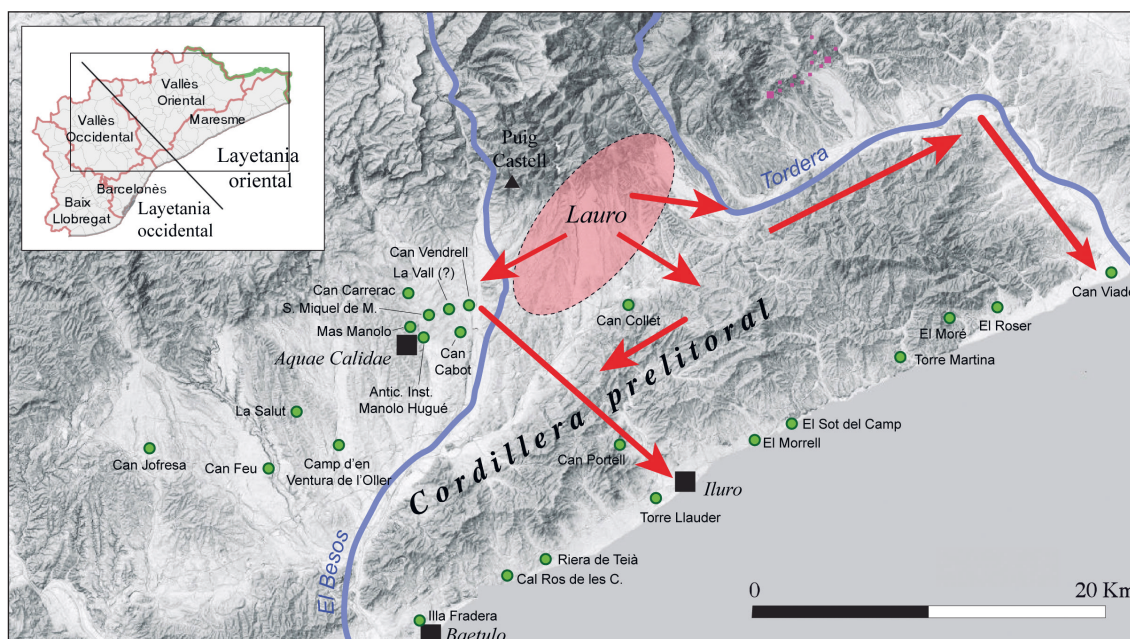 Vallès
Oriental
Vallès
Occidental
Maresme
Layetania
oriental
Barcelonès
Baix
Llobregat
Layetania
occidental
Puig
Castell
Tordera
Lauro
Can Vendrell
La Vall (?)
Can Carrerac
S. Miquel de M.
Mas Manolo
Aquae Calidae
Can
Cabot
Antic. Inst.
Manolo Hugué
Can Collet
Can Viader
El Roser
El Moré
Torre Martina
La Salut
Can Jofresa
Can Feu
Camp d'en
Ventura de l'Oller
Cordillera prelitoral
El Sot del Camp
El Morrell
Can Portell
Iluro
Torre Llauder
Riera de Teià
Cal Ros de les C.
El Besos
Illa Fradera
Baetulo
0
20 Km